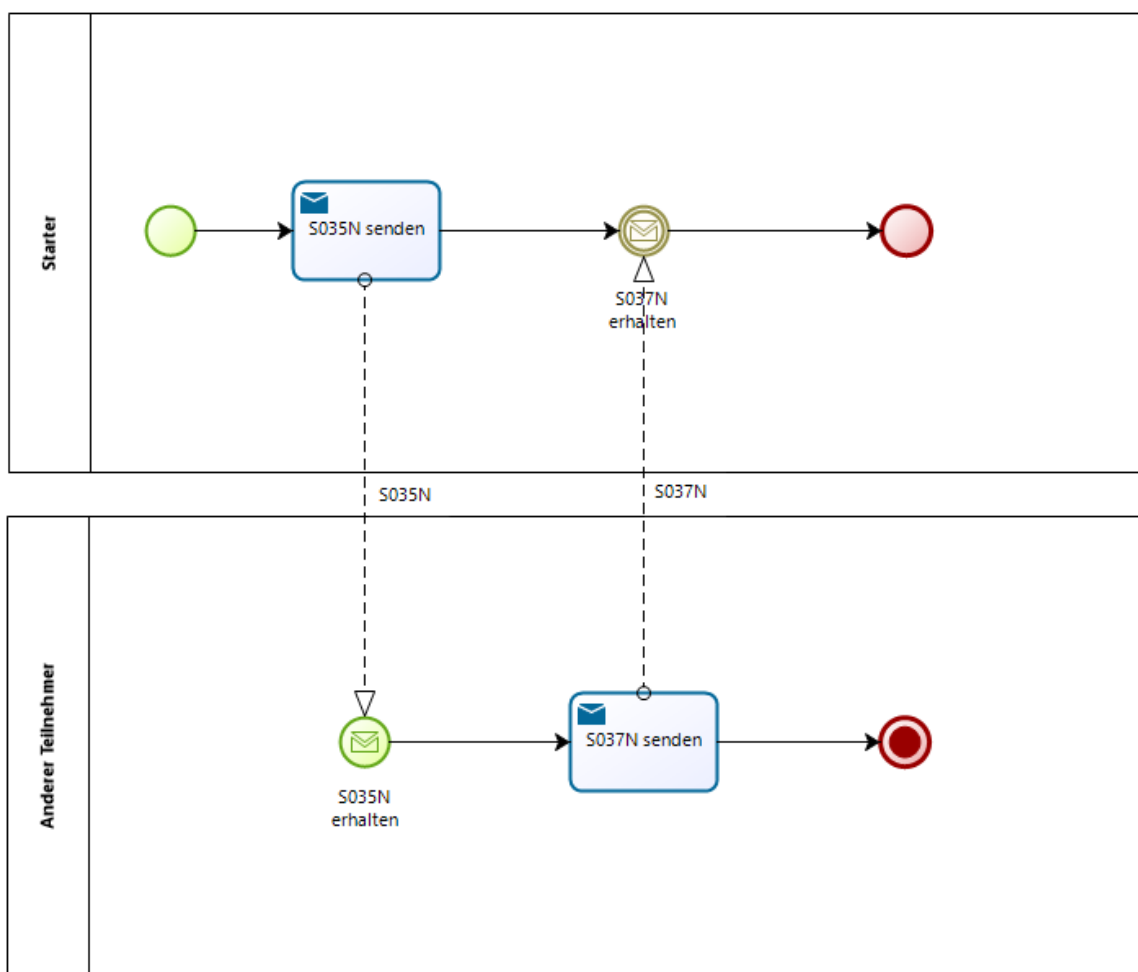 Starter
S035N senden
S037N
erhalten
S035N
S037N
Anderer Teilnehmer
S037N senden
S035N
erhalten